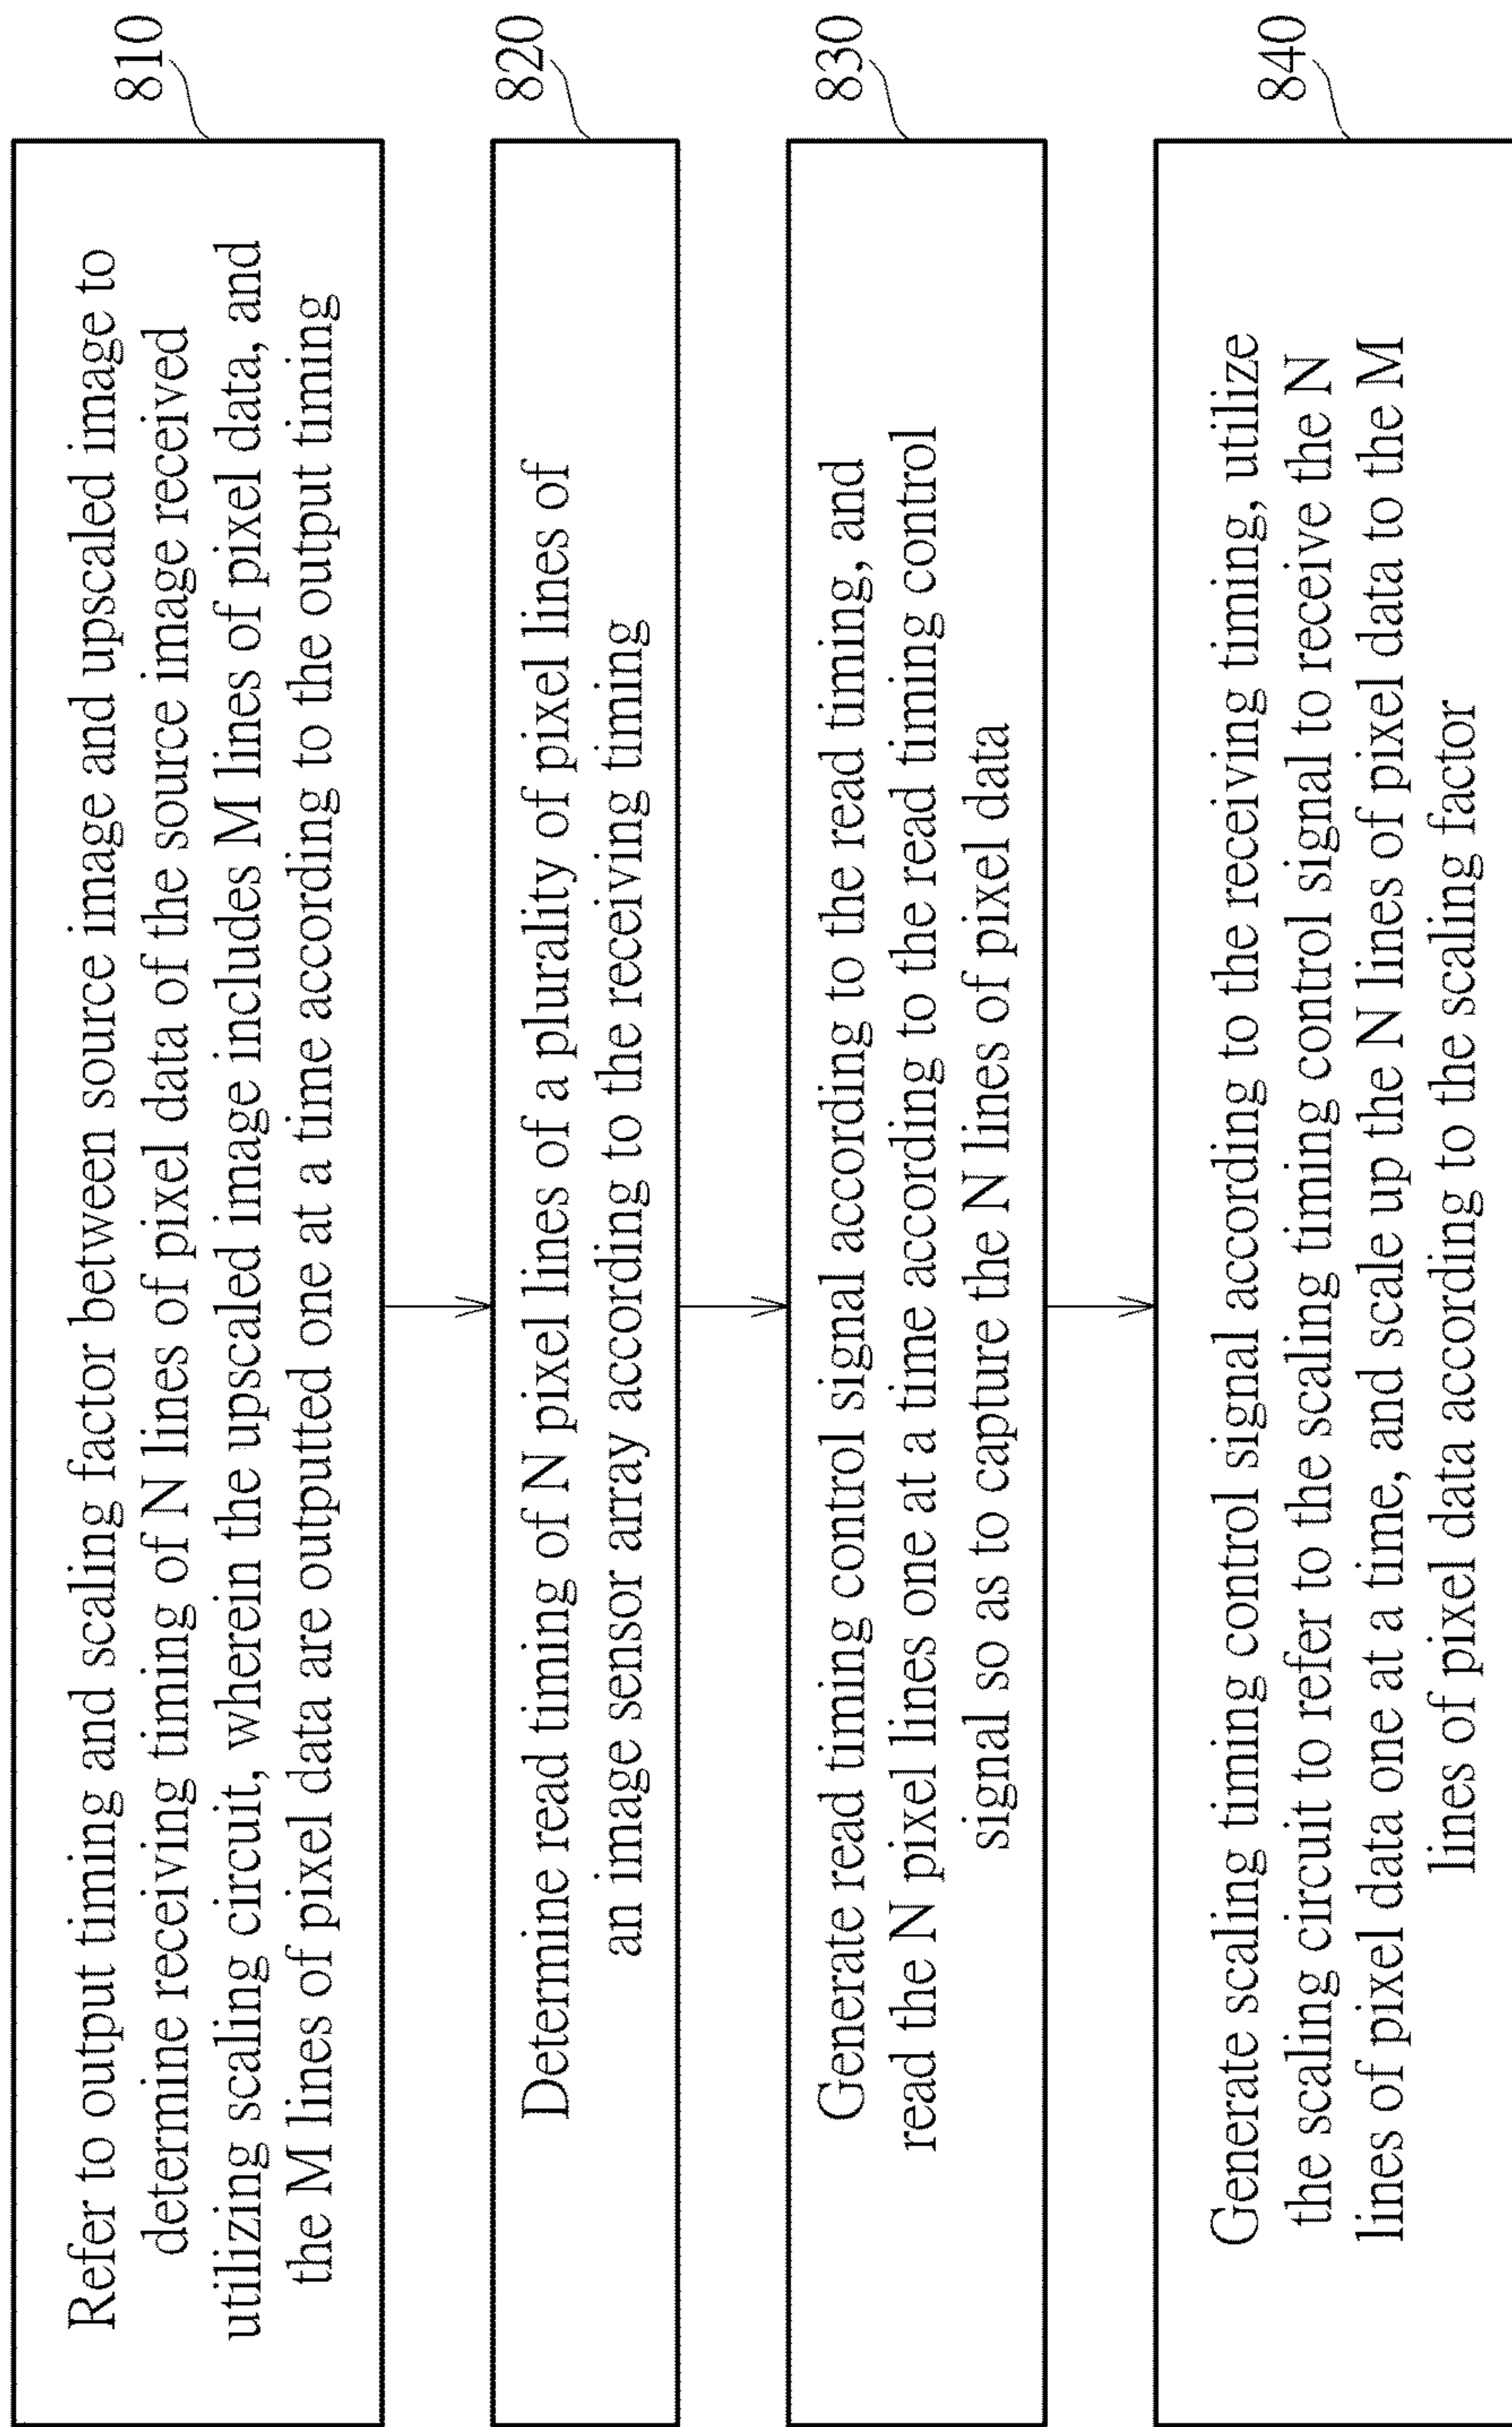 Refer to output timing and scaling factor between source image and upscaled image to
determine receiving timing of N lines of pixel data of the source image received
utilizing scaling circuit, wherein the upscaled image includes M lines of pixel data, and
the M lines of pixel data are outputted one at a time according to the output timing
810
Determine read timing of N pixel lines of a plurality of pixel lines of
an image sensor array according to the receiving timing
820
Generate read timing control signal according to the read timing, and
read the N pixel lines one at a time according to the read timing control
signal so as to capture the N lines of pixel data
830
Generate scaling timing control signal according to the receiving timing, utilize
the scaling circuit to refer to the scaling timing control signal to receive the N
lines of pixel data one at a time, and scale up the N lines of pixel data to the M
lines of pixel data according to the scaling factor
840